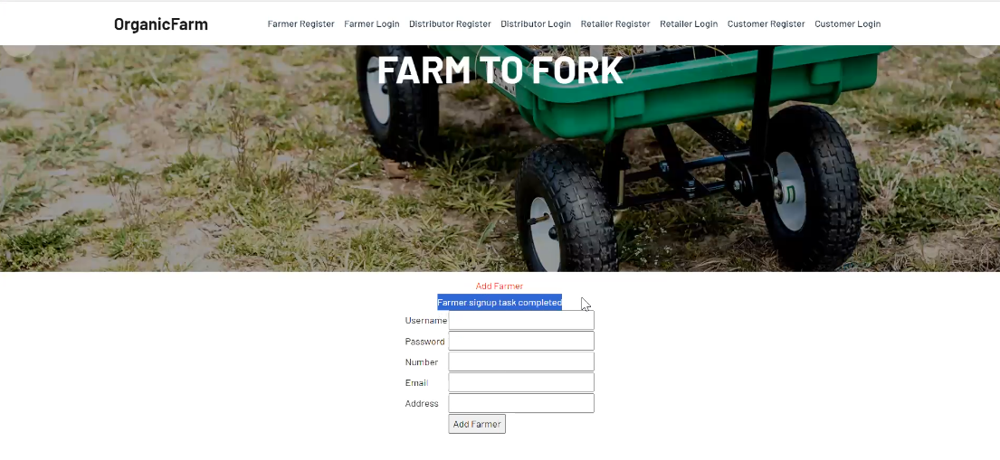 OrganicFarm Farmer Register Farmer Login Distributor Register Distributor Login Retailer Register Retailer Login Customer Register Customer Login
FARM TO FORK
Add Farmer
Farmer signup task completed
Username
Password
Number
Email
Address
Add Farmer